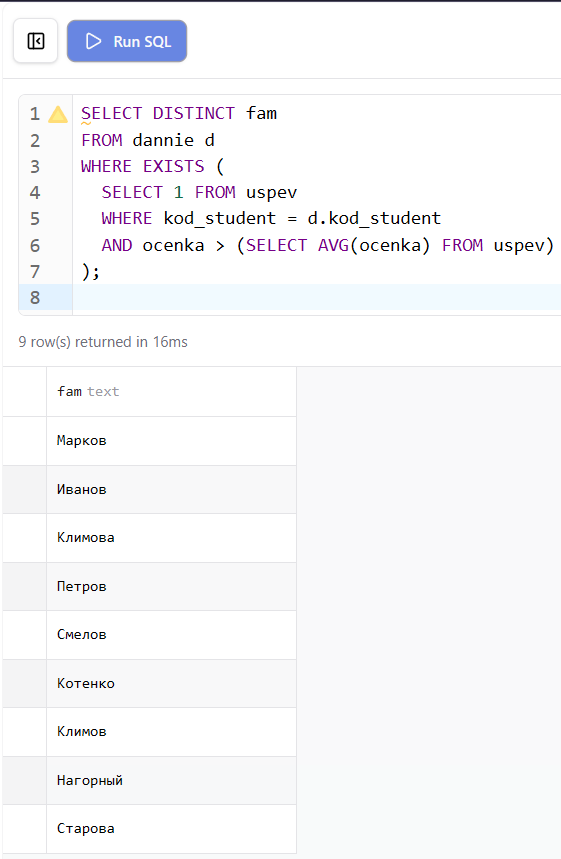 Run SQL
1 SELECT DISTINCT fam
2 FROM dannie d
3 WHERE EXISTS (
4 SELECT 1 FROM uspev
5 WHERE kod_student = d.kod_student
6 AND ocenka > (SELECT AVG(ocenka) FROM uspev)
7 );
8
9 row(s) returned in 16ms
fam text
Марков
Иванов
Климова
Петров
Смелов
Котенко
Климов
Нагорный
Старова